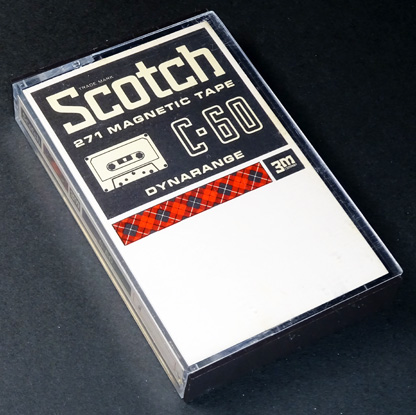 TRADE MARK
Scotch
271 MAGNETIC TAPE
C-60
DYNARANGE
3M